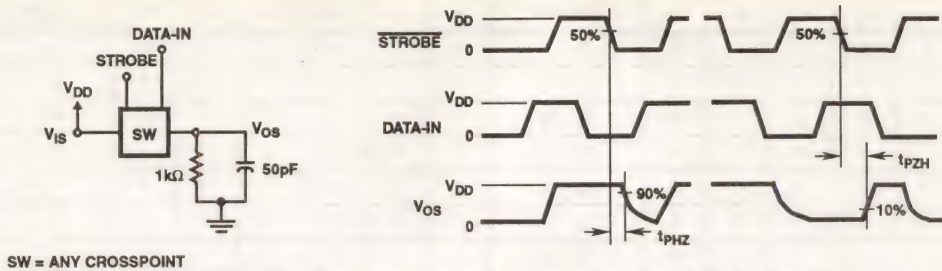 DATA-IN
STROBE
VDD
VIS
SW
VOS
1kΩ
50pF
SW = ANY CROSSPOINT
VDD
STROBE
0
50%
50%
VDD
DATA-IN
0
tPZH
VDD
VOS
0
90%
10%
tPHZ